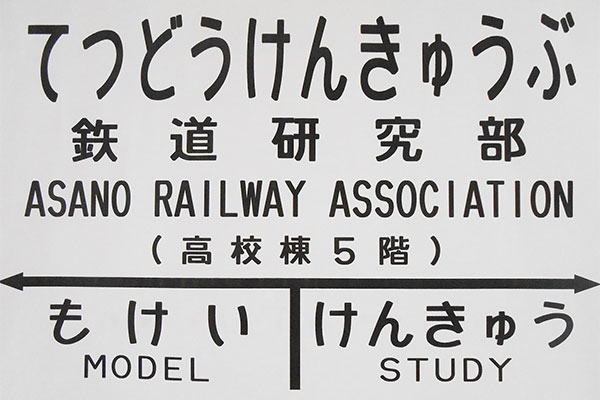 てつどうけんきゅうぶ
鉄道研究部
ASANO RAILWAY ASSOCIATION
(高校棟5階)
もけい けんきゅう
MODEL STUDY